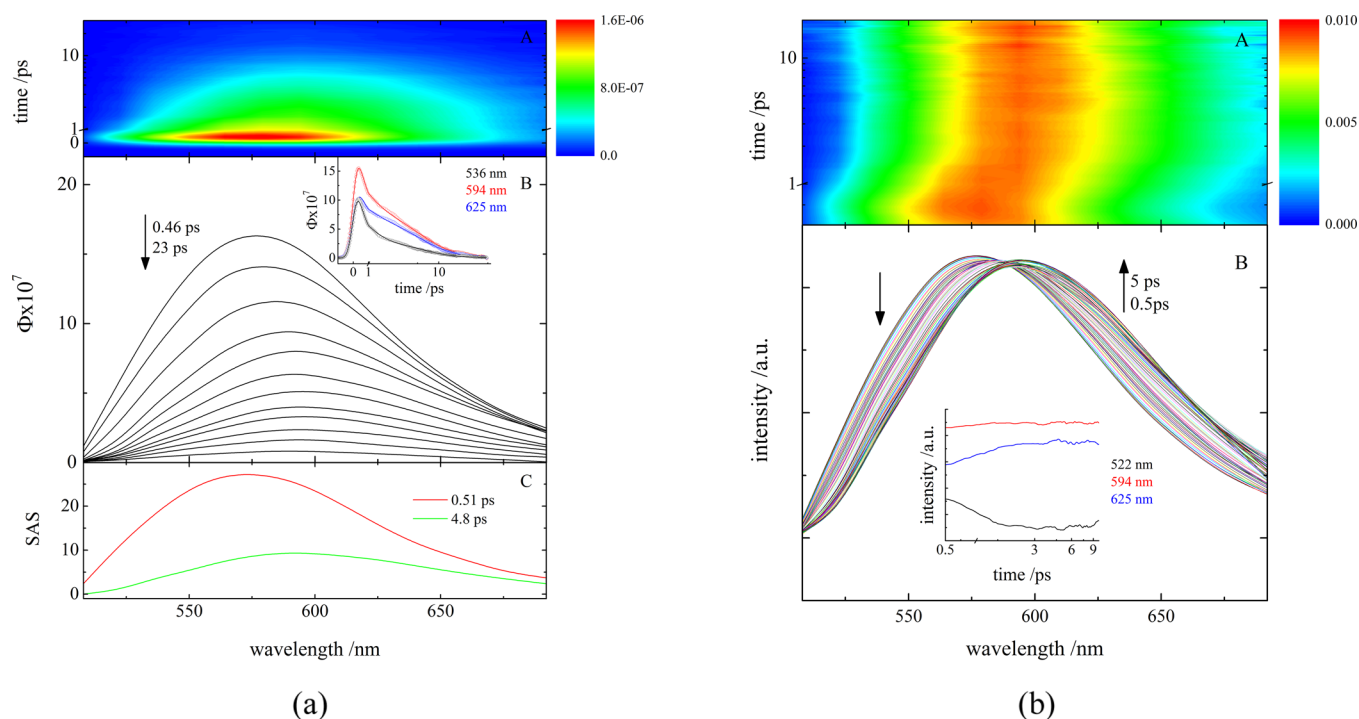 1.6E-06
8.0E-07
0.0
A
10
1
0
time /ps
B
20
10
0
Φx10⁷
0.46 ps
23 ps
15
10
5
0
Φx10⁷
536 nm
594 nm
625 nm
0 1 10
time /ps
C
20
10
0
SAS
0.51 ps
4.8 ps
550 600 650
wavelength /nm
(a)
0.010
0.005
0.000
A
10
1
time /ps
B
5 ps
0.5ps
intensity /a.u.
intensity /a.u.
522 nm
594 nm
625 nm
0.5 3 6 9
time /ps
550 600 650
wavelength /nm
(b)